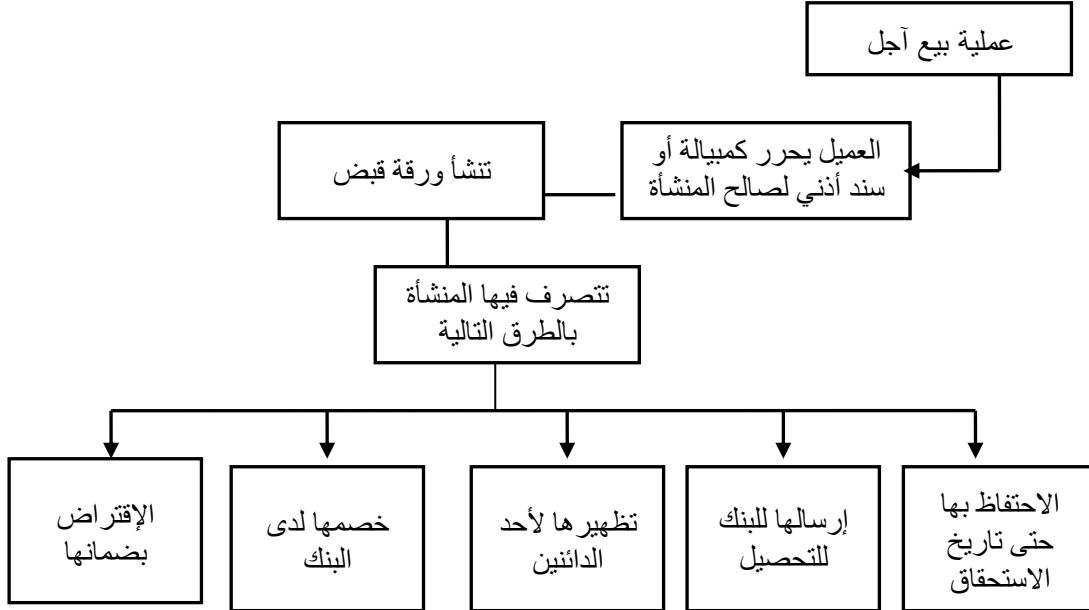 عملية بيع آجل
العميل يحرر كمبيالة أو
سند أذني لصالح المنشأة
تنشأ ورقة قبض
تتصرف فيها المنشأة
بالطرق التالية
الاحتفاظ بها
حتى تاريخ
الاستحقاق
إرسالها للبنك
للتحصيل
تظهيرها لأحد
الدائنين
خصمها لدى
البنك
الإقتراض
بضمانها